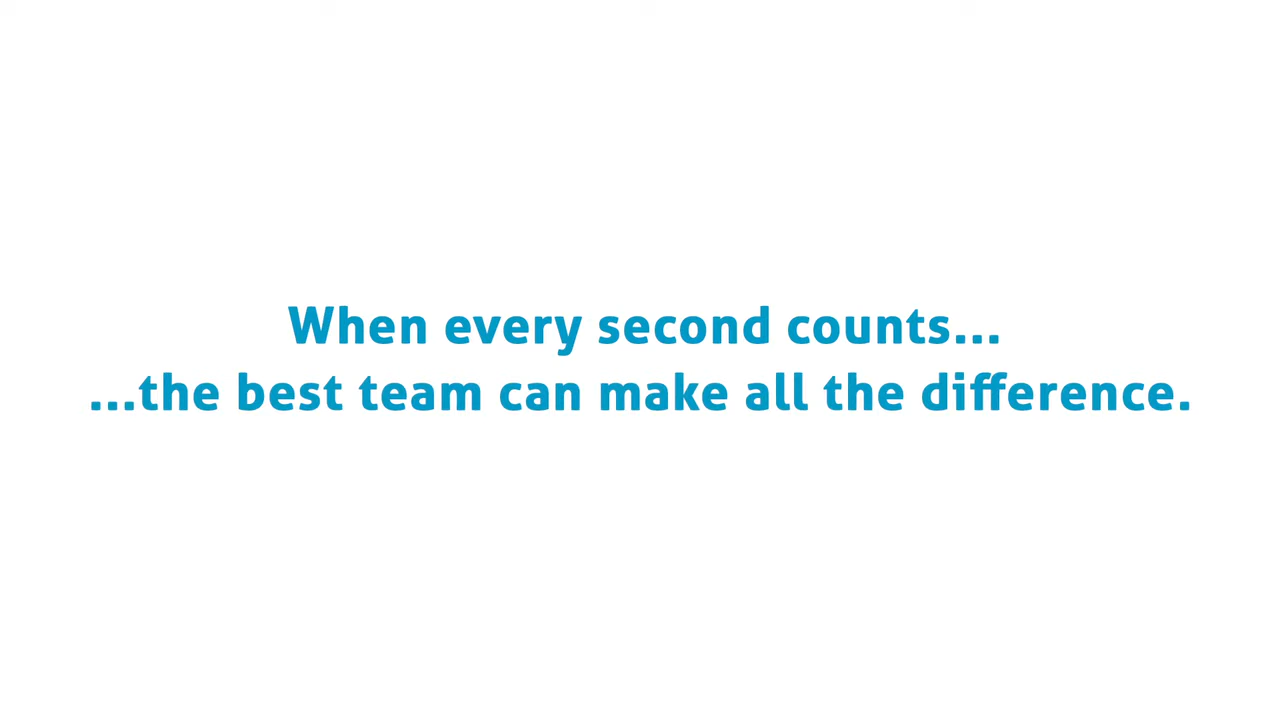 When every second counts...
...the best team can make all the difference.